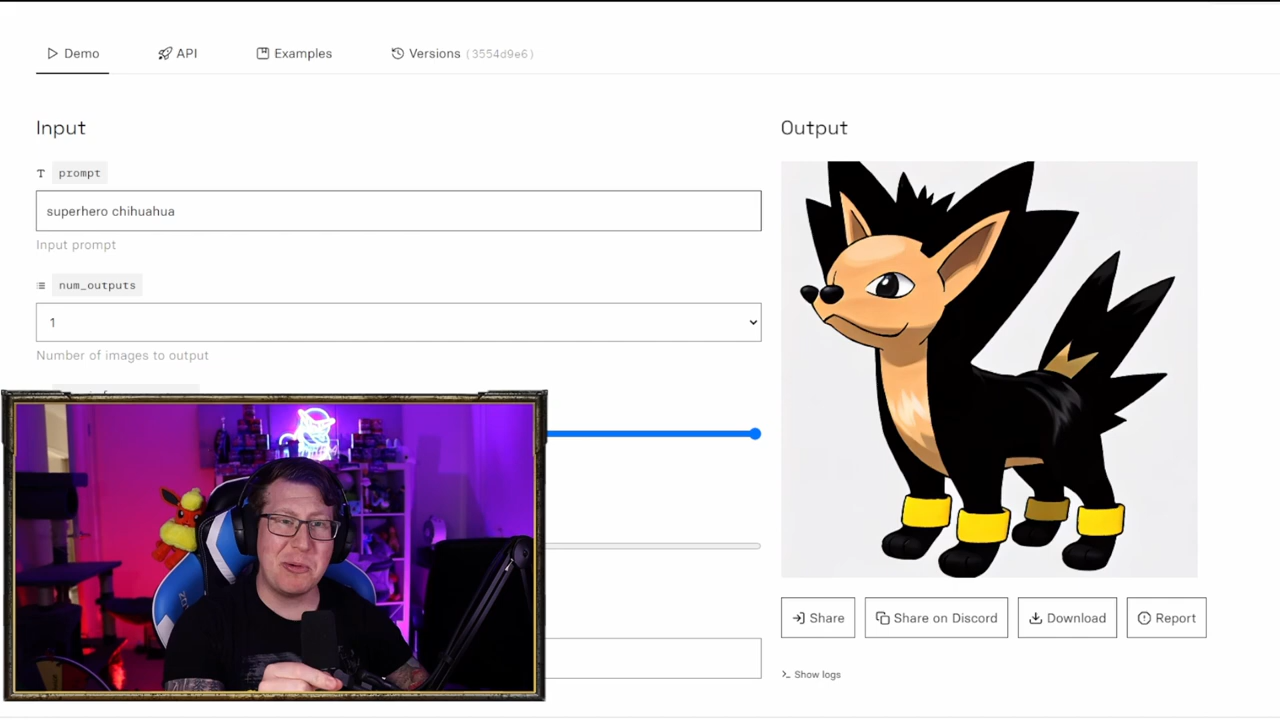 Demo
API
Examples
Versions (3554d9e6)
Input
Output
T prompt
superhero chihuahua
Input prompt
num_outputs
1
Number of images to output
Share
Share on Discord
Download
Report
Show logs